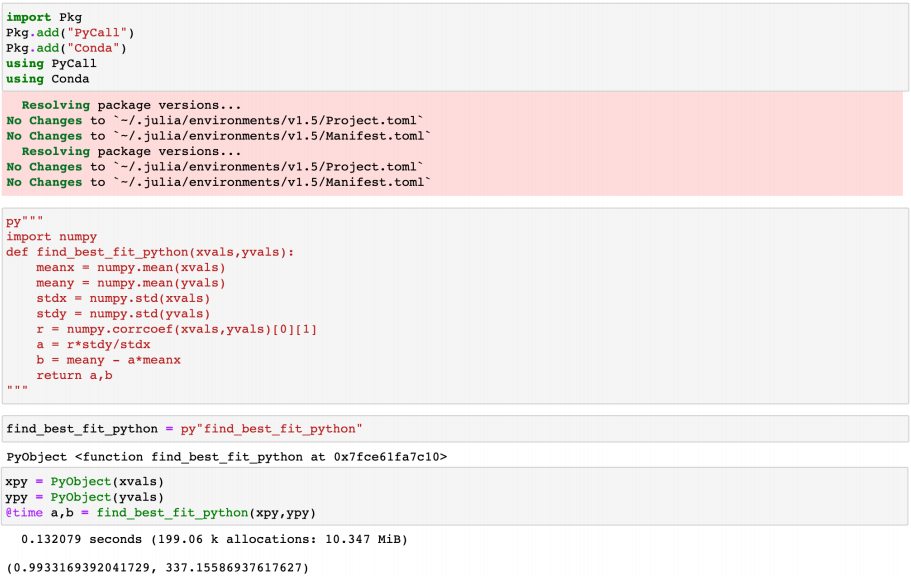 import Pkg
Pkg.add("PyCall")
Pkg.add("Conda")
using PyCall
using Conda
  Resolving package versions...
No Changes to `~/.julia/environments/v1.5/Project.toml`
No Changes to `~/.julia/environments/v1.5/Manifest.toml`
  Resolving package versions...
No Changes to `~/.julia/environments/v1.5/Project.toml`
No Changes to `~/.julia/environments/v1.5/Manifest.toml`
py"""
import numpy
def find_best_fit_python(xvals,yvals):
    meanx = numpy.mean(xvals)
    meany = numpy.mean(yvals)
    stdx = numpy.std(xvals)
    stdy = numpy.std(yvals)
    r = numpy.corrcoef(xvals,yvals)[0][1]
    a = r*stdy/stdx
    b = meany - a*meanx
    return a,b
"""
find_best_fit_python = py"find_best_fit_python"
PyObject <function find_best_fit_python at 0x7fce61fa7c10>
xpy = PyObject(xvals)
ypy = PyObject(yvals)
@time a,b = find_best_fit_python(xpy,ypy)
  0.132079 seconds (199.06 k allocations: 10.347 MiB)
(0.9933169392041729, 337.15586937617627)